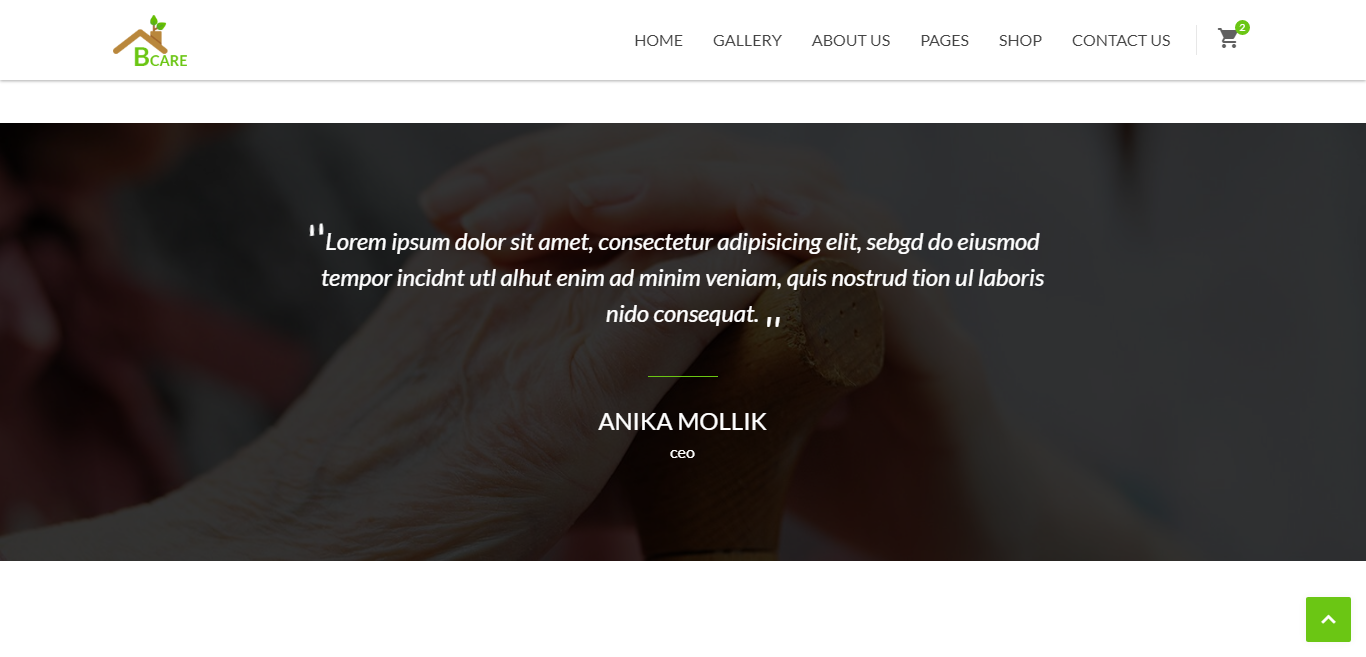 BCARE
HOME GALLERY ABOUT US PAGES SHOP CONTACT US 2
"Lorem ipsum dolor sit amet, consectetur adipisicing elit, sebgd do eiusmod
tempor incidnt utl alhut enim ad minim veniam, quis nostrud tion ul laboris
nido consequat. "
ANIKA MOLLIK
ceo